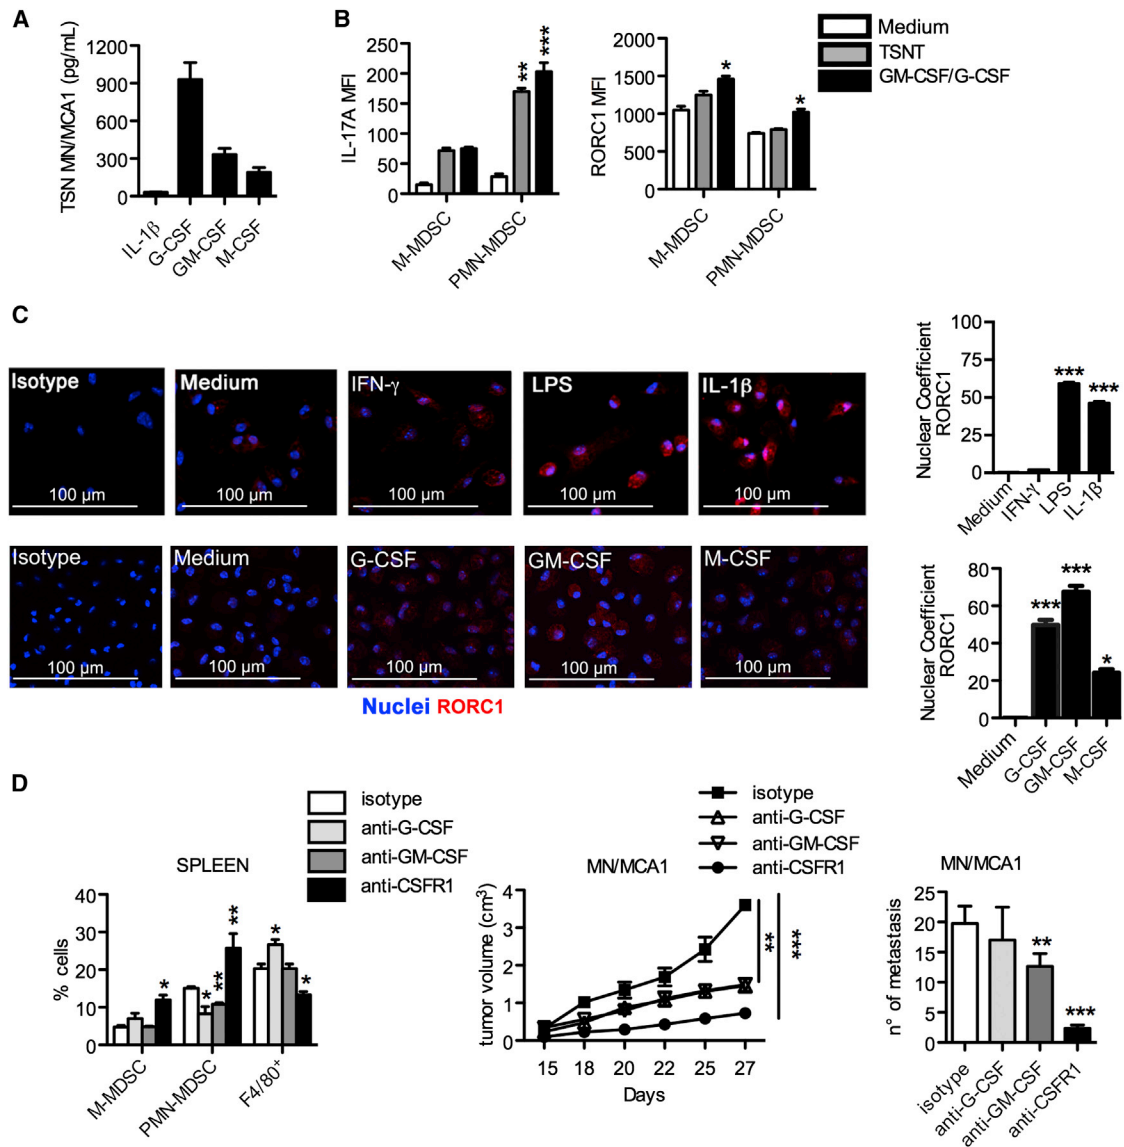 A
TSN MN/MCA1 (pg/mL)
1200
900
600
300
0
IL-1β
G-CSF
GM-CSF
M-CSF
B
IL-17A MFI
250
200
150
100
50
0
**
***
M-MDSC
PMN-MDSC
RORC1 MFI
2000
1500
1000
500
0
*
*
M-MDSC
PMN-MDSC
Medium
TSNT
GM-CSF/G-CSF
C
Isotype
100 µm
Medium
100 µm
IFN-γ
100 µm
LPS
100 µm
IL-1β
100 µm
Nuclear Coefficient
RORC1
100
75
50
25
0
***
***
Medium
IFN-γ
LPS
IL-1β
Isotype
100 µm
Medium
100 µm
G-CSF
100 µm
GM-CSF
100 µm
M-CSF
100 µm
Nuclei RORC1
Nuclear Coefficient
RORC1
80
60
40
20
0
***
***
*
Medium
G-CSF
GM-CSF
M-CSF
D
isotype
anti-G-CSF
anti-GM-CSF
anti-CSFR1
SPLEEN
% cells
40
30
20
10
0
*
*
**
**
*
*
M-MDSC
PMN-MDSC
F4/80+
isotype
anti-G-CSF
anti-GM-CSF
anti-CSFR1
MN/MCA1
tumor volume (cm³)
4
3
2
1
0
15 18 20 22 25 27
Days
**
***
MN/MCA1
n° of metastasis
25
20
15
10
5
0
**
***
isotype
anti-G-CSF
anti-GM-CSF
anti-CSFR1